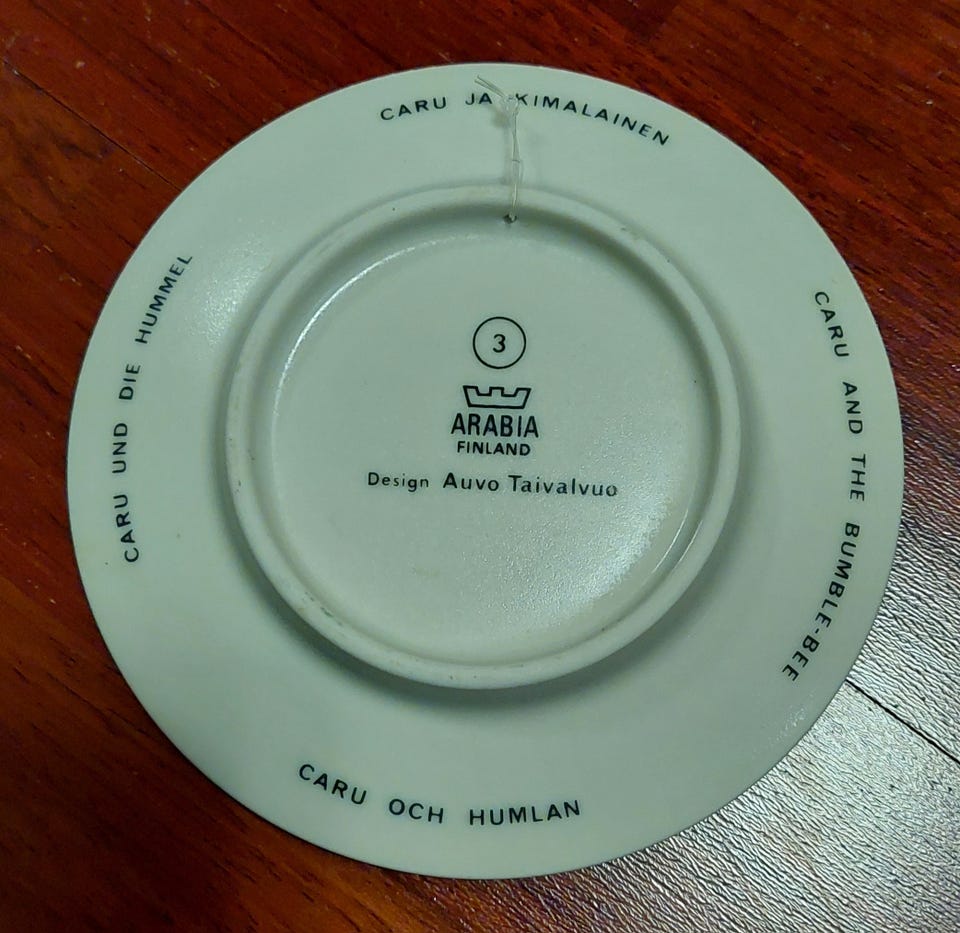 CARU JA KIMALAINEN
CARU AND THE BUMBLE-BEE
CARU OCH HUMLAN
CARU UND DIE HUMMEL
3
ARABIA
FINLAND
Design Auvo Taivalvuo